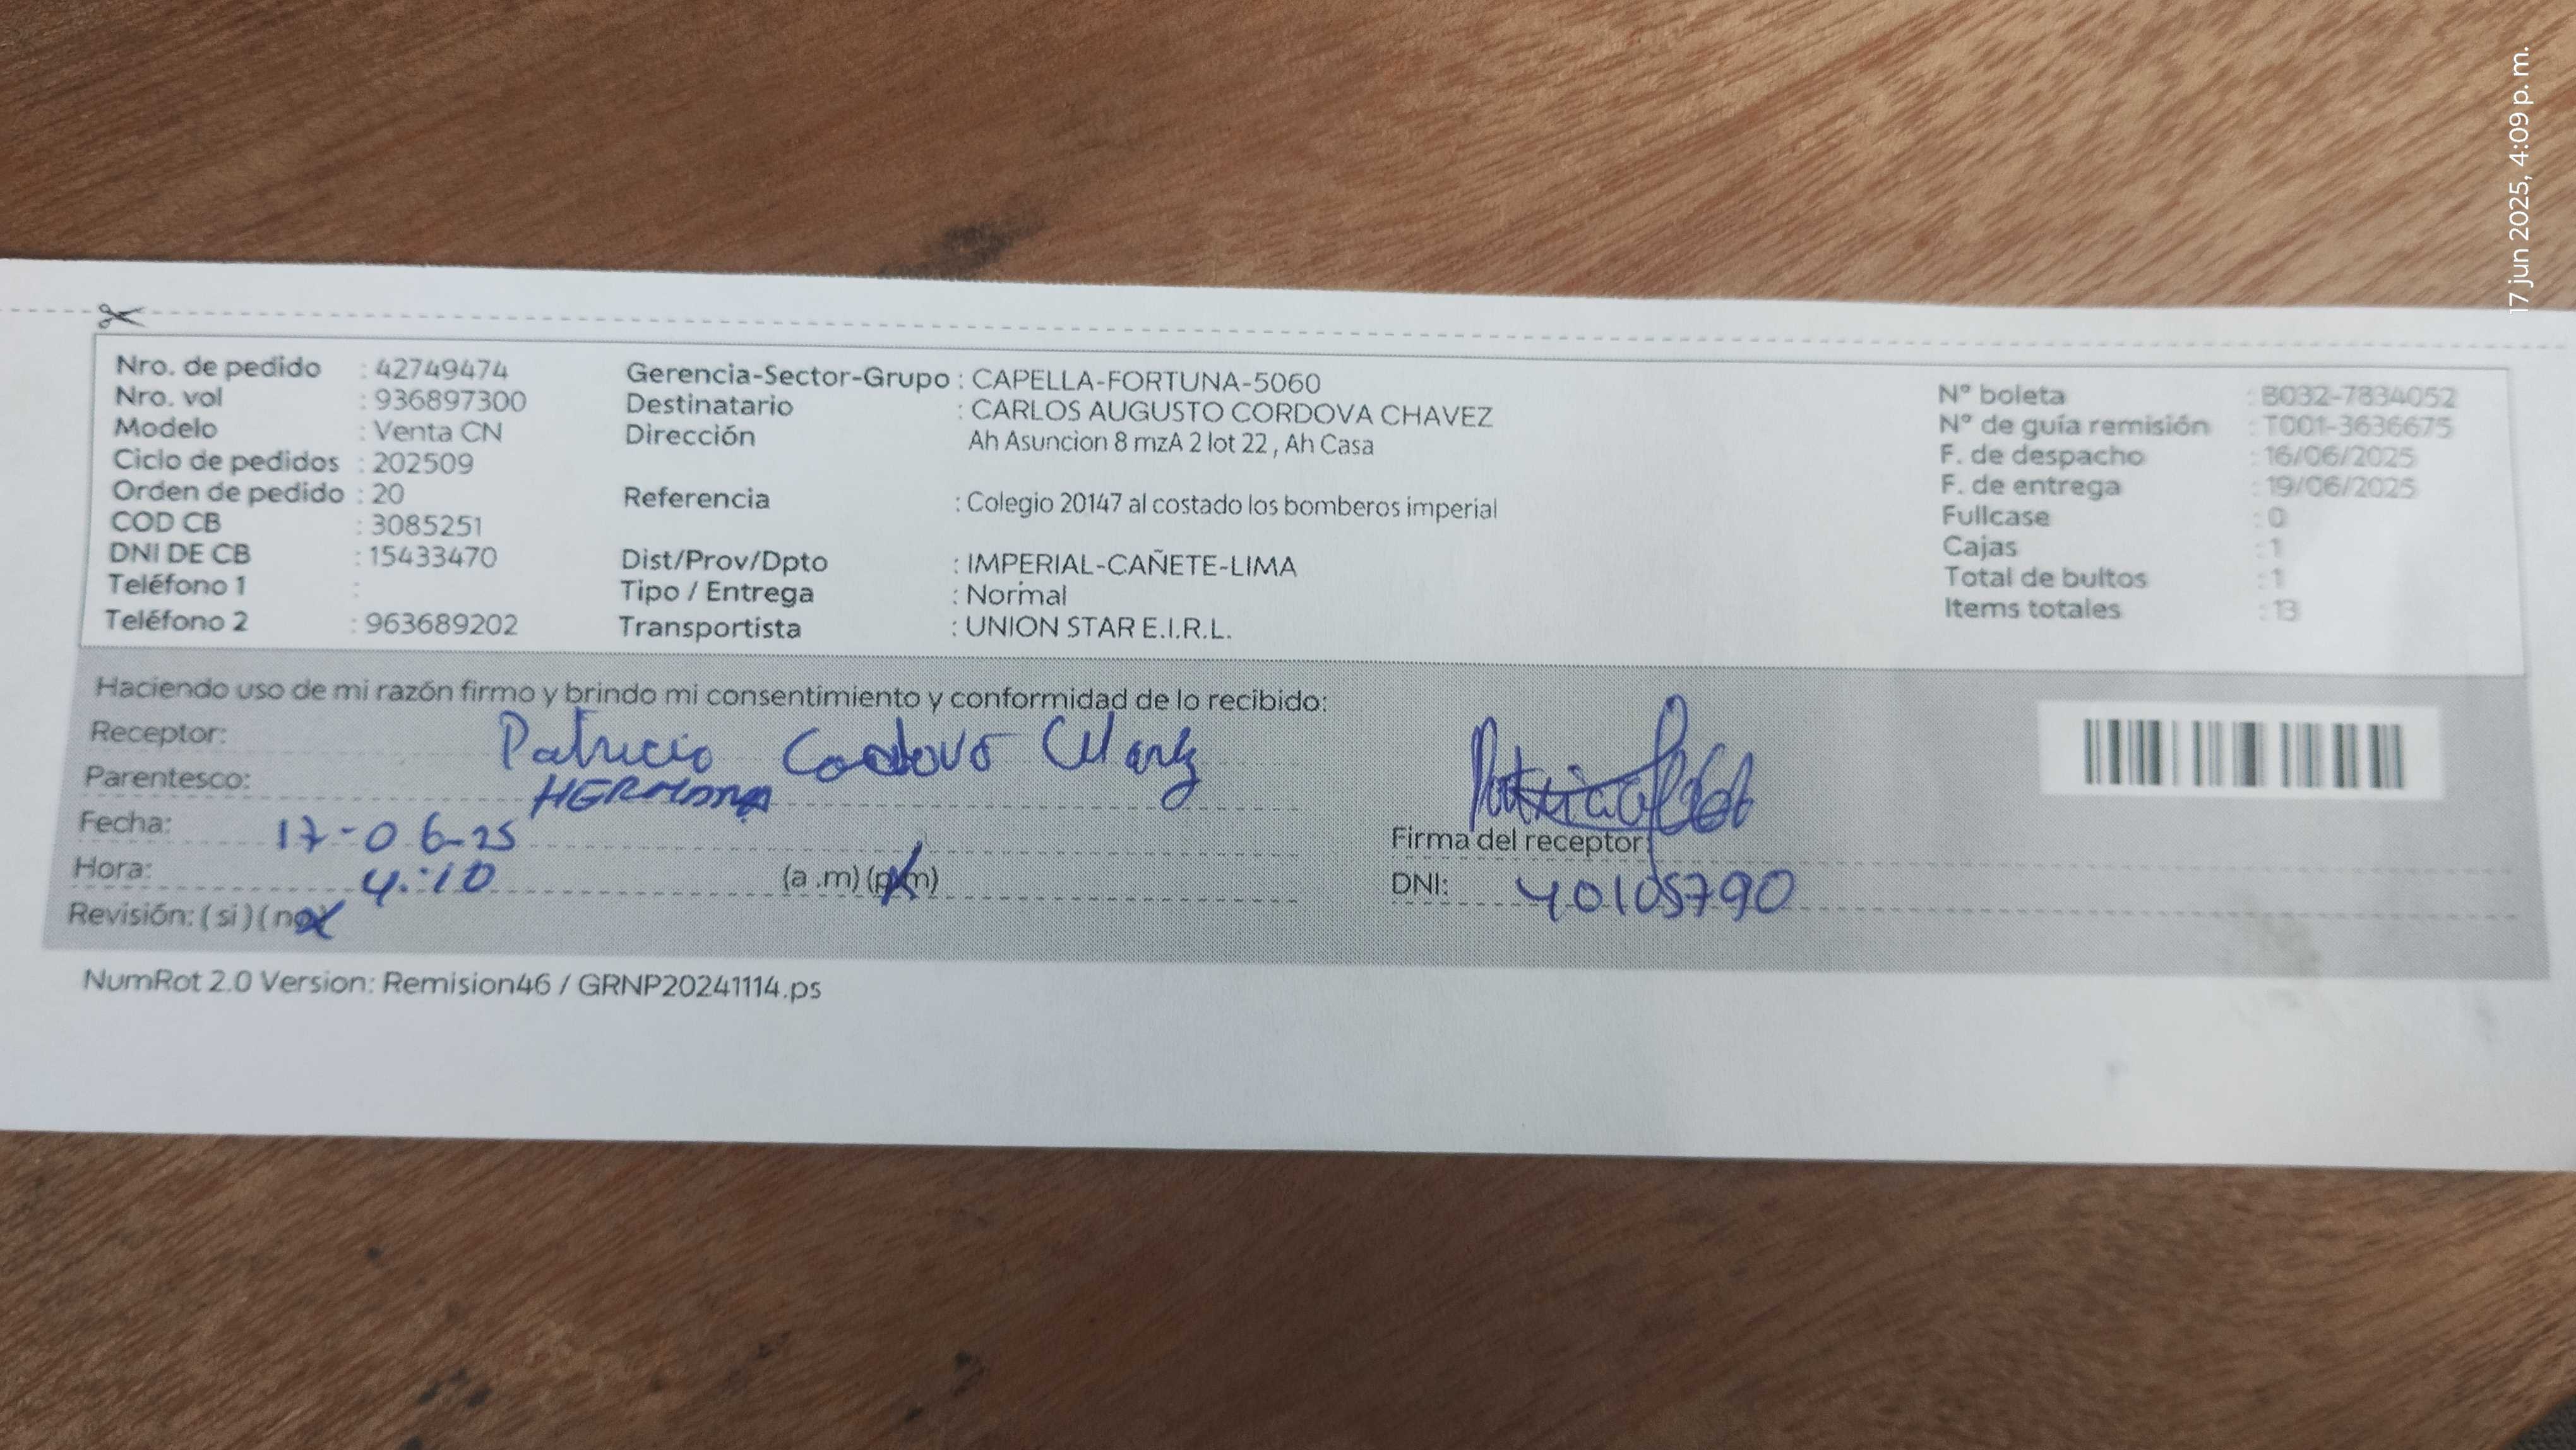 17 jun 2025, 4:09 p. m.
Nro. de pedido : 42749474
Nro. vol : 936897300
Modelo : Venta CN
Ciclo de pedidos : 202509
Orden de pedido : 20
COD CB : 3085251
DNI DE CB : 15433470
Teléfono 1 :
Teléfono 2 : 963689202
Gerencia-Sector-Grupo : CAPELLA-FORTUNA-5060
Destinatario : CARLOS AUGUSTO CORDOVA CHAVEZ
Dirección Ah Asuncion 8 mzA 2 lot 22 , Ah Casa
Referencia : Colegio 20147 al costado los bomberos imperial
Dist/Prov/Dpto : IMPERIAL-CAÑETE-LIMA
Tipo / Entrega : Normal
Transportista : UNION STAR E.I.R.L.
N° boleta : B032-7834052
N° de guía remisión : T001-3636675
F. de despacho : 16/06/2025
F. de entrega : 19/06/2025
Fullcase : 0
Cajas : 1
Total de bultos : 1
Items totales : 13
Haciendo uso de mi razón firmo y brindo mi consentimiento y conformidad de lo recibido:
Receptor: Patricia Cordova
Parentesco: HERMANA
Fecha: 17-06-25
Hora: 4:10 (a .m) (p.m)
Revisión: ( si ) ( no )
Firma del receptor:
DNI: 40105790
NumRot 2.0 Version: Remision46 / GRNP20241114.ps